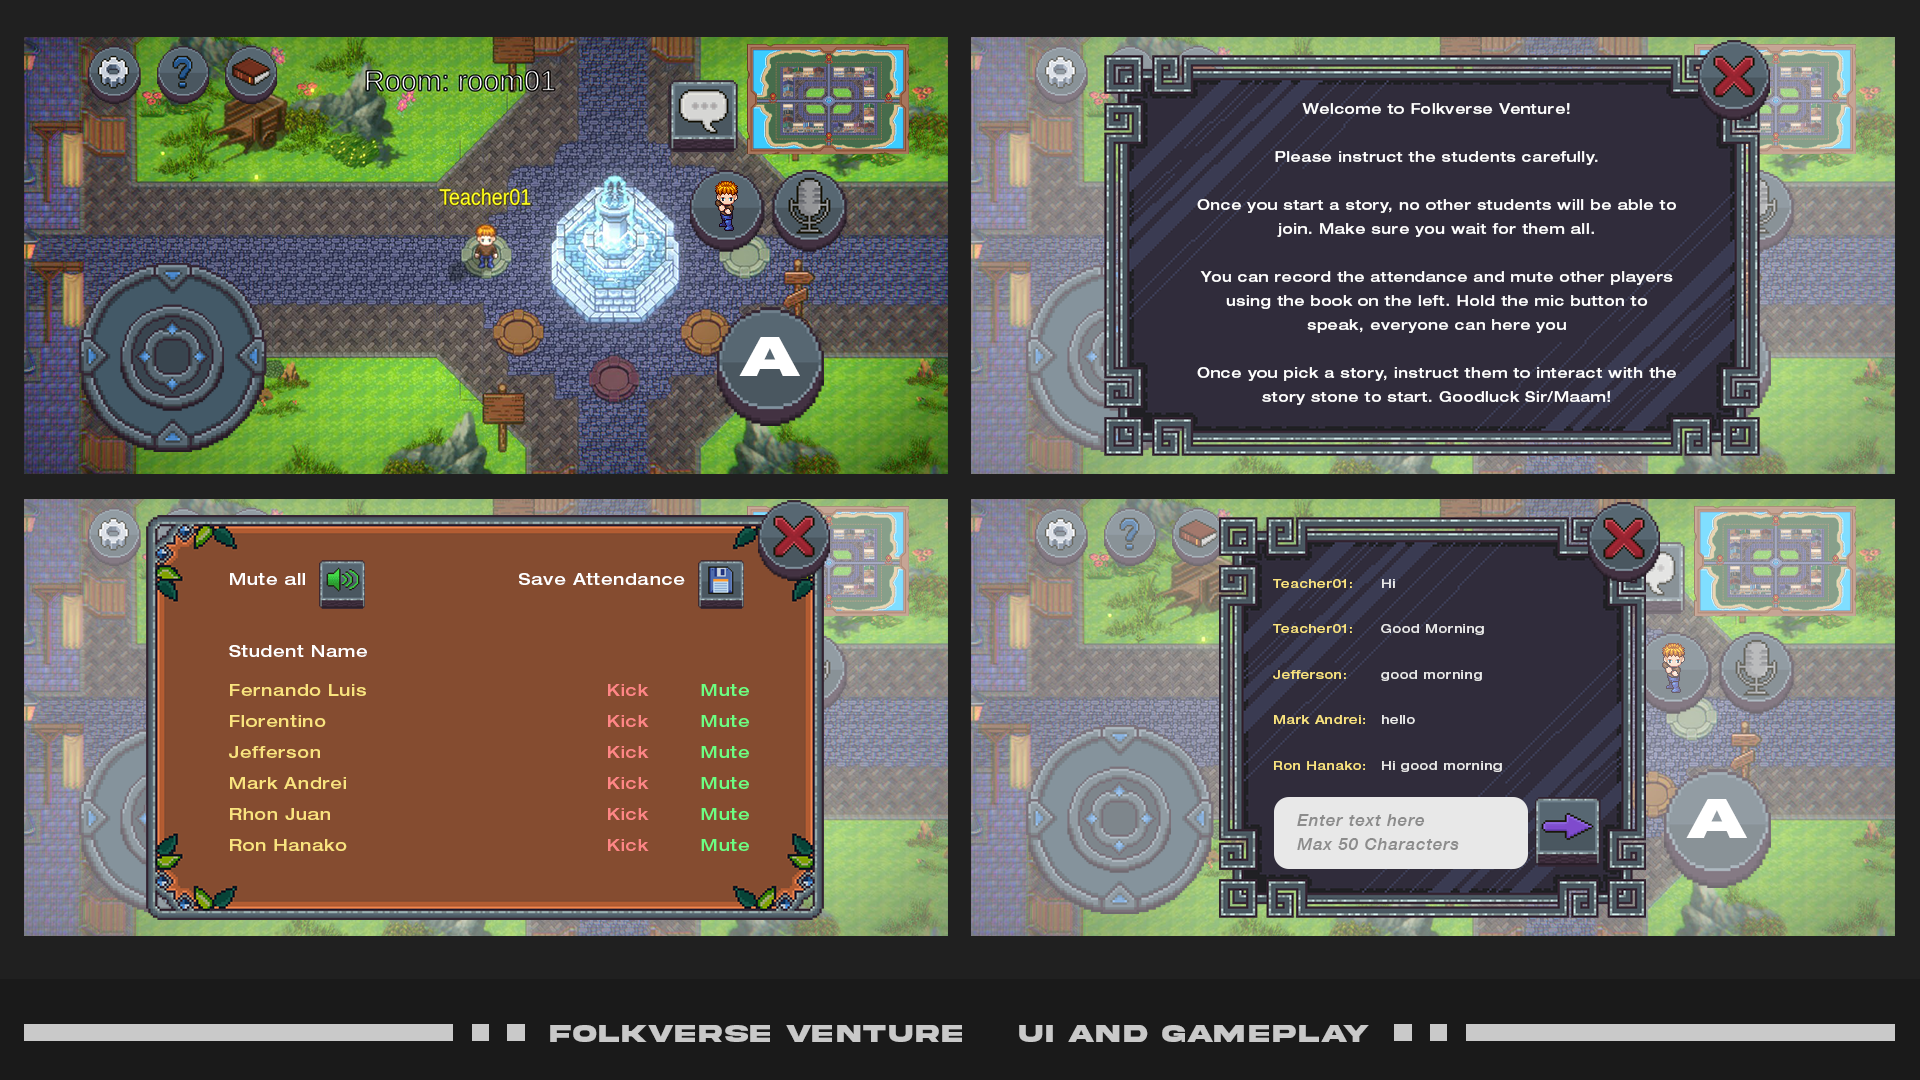 Room: room01
Teacher01
A
Welcome to Folkverse Venture!
Please instruct the students carefully.
Once you start a story, no other students will be able to
join. Make sure you wait for them all.
You can record the attendance and mute other players
using the book on the left. Hold the mic button to
speak, everyone can here you
Once you pick a story, instruct them to interact with the
story stone to start. Goodluck Sir/Maam!
Mute all
Save Attendance
Student Name
Fernando Luis Kick Mute
Florentino Kick Mute
Jefferson Kick Mute
Mark Andrei Kick Mute
Rhon Juan Kick Mute
Ron Hanako Kick Mute
Teacher01: Hi
Teacher01: Good Morning
Jefferson: good morning
Mark Andrei: hello
Ron Hanako: Hi good morning
Enter text here
Max 50 Characters
A
FOLKVERSE VENTURE UI AND GAMEPLAY